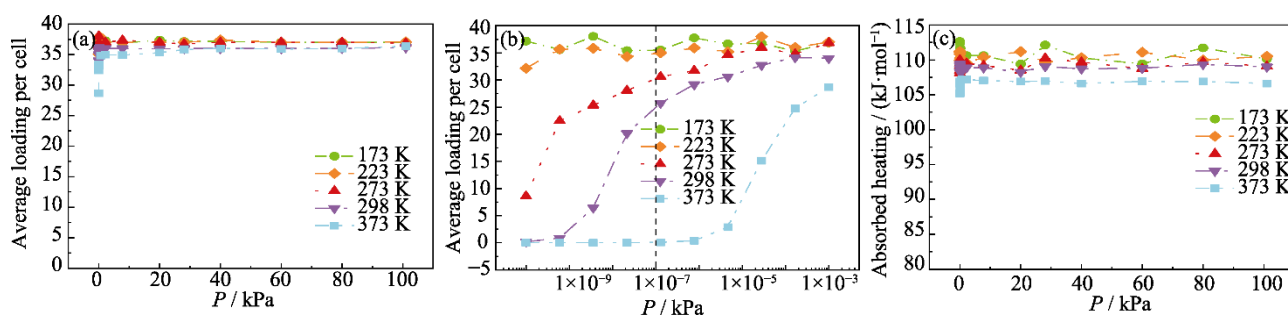 (a)
Average loading per cell
40
35
30
25
20
15
10
5
0
173 K
223 K
273 K
298 K
373 K
0 20 40 60 80 100
P / kPa
(b)
Average loading per cell
40
35
30
25
20
15
10
5
0
−5
173 K
223 K
273 K
298 K
373 K
1×10⁻⁹ 1×10⁻⁷ 1×10⁻⁵ 1×10⁻³
P / kPa
(c)
Absorbed heating / (kJ·mol⁻¹)
115
110
105
100
95
90
85
80
173 K
223 K
273 K
298 K
373 K
0 20 40 60 80 100
P / kPa